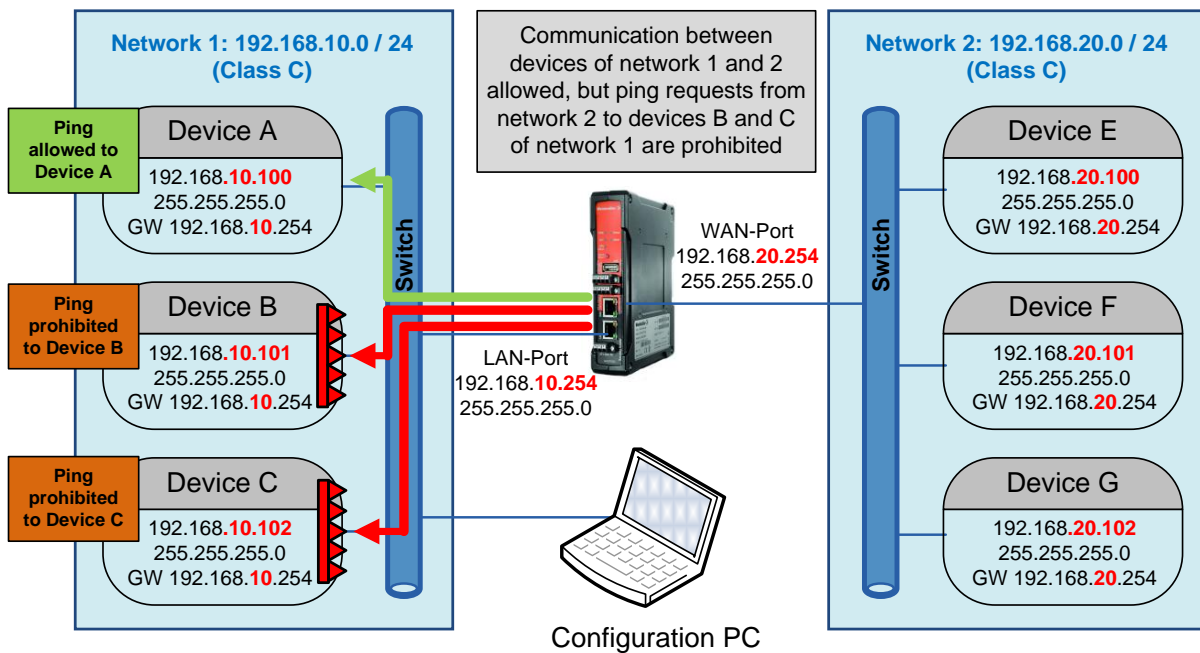 Network 1: 192.168.10.0 / 24
(Class C)
Communication between
devices of network 1 and 2
allowed, but ping requests from
network 2 to devices B and C
of network 1 are prohibited
Network 2: 192.168.20.0 / 24
(Class C)
Ping
allowed to
Device A
Device A
192.168.10.100
255.255.255.0
GW 192.168.10.254
Ping
prohibited
to Device B
Device B
192.168.10.101
255.255.255.0
GW 192.168.10.254
Ping
prohibited
to Device C
Device C
192.168.10.102
255.255.255.0
GW 192.168.10.254
Switch
LAN-Port
192.168.10.254
255.255.255.0
WAN-Port
192.168.20.254
255.255.255.0
Configuration PC
Switch
Device E
192.168.20.100
255.255.255.0
GW 192.168.20.254
Device F
192.168.20.101
255.255.255.0
GW 192.168.20.254
Device G
192.168.20.102
255.255.255.0
GW 192.168.20.254